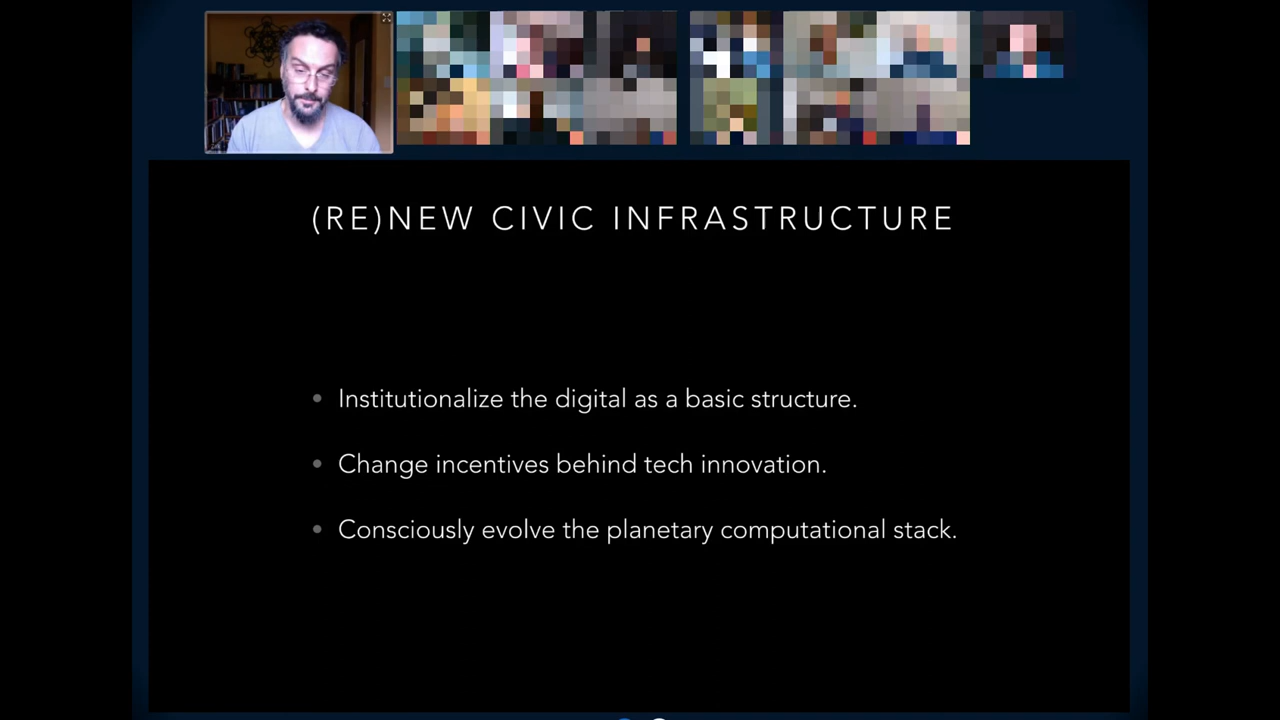 (RE)NEW CIVIC INFRASTRUCTURE
• Institutionalize the digital as a basic structure.
• Change incentives behind tech innovation.
• Consciously evolve the planetary computational stack.